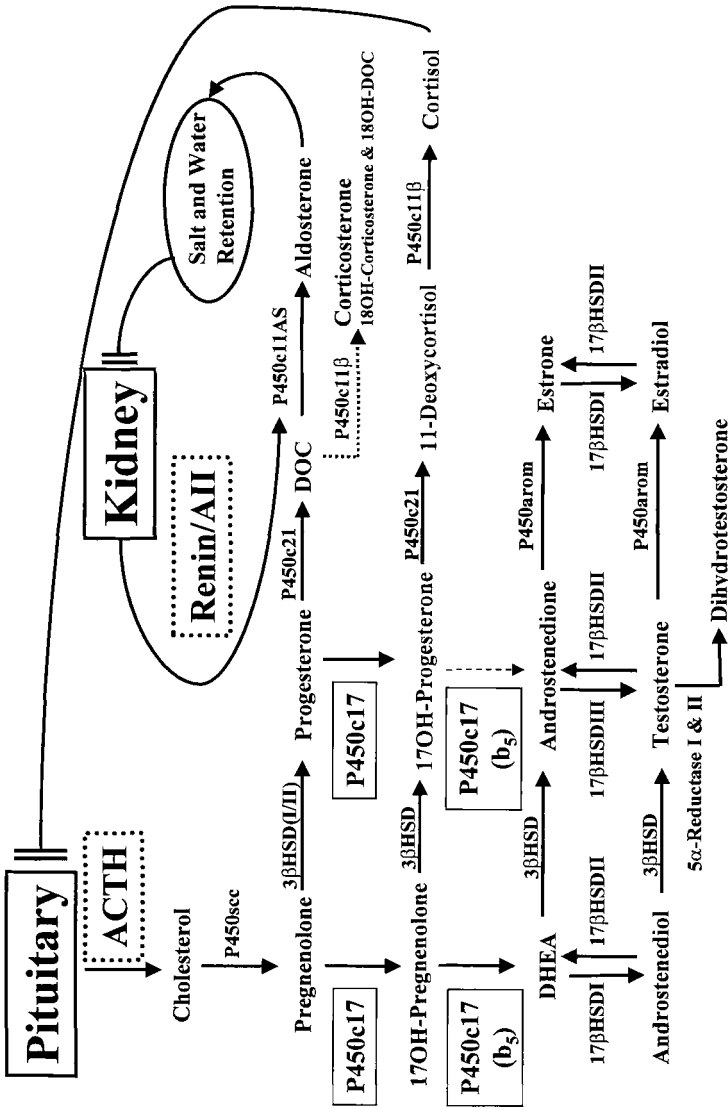 Pituitary
ACTH
Kidney
Renin/AII
Salt and Water
Retention
Cholesterol
P450scc
Pregnenolone
3βHSD(I/II)
Progesterone
P450c21
DOC
P450c11AS
Aldosterone
P450c11β
Corticosterone
18OH-Corticosterone & 18OH-DOC
P450c17
P450c17
17OH-Pregnenolone
3βHSD
17OH-Progesterone
P450c21
11-Deoxycortisol
P450c11β
Cortisol
P450c17
(b5)
P450c17
(b5)
DHEA
3βHSD
Androstenedione
P450arom
Estrone
17βHSDI
17βHSDII
17βHSDIII
17βHSDII
17βHSDI
17βHSDII
Androstenediol
3βHSD
Testosterone
P450arom
Estradiol
5α-Reductase I & II
Dihydrotestosterone